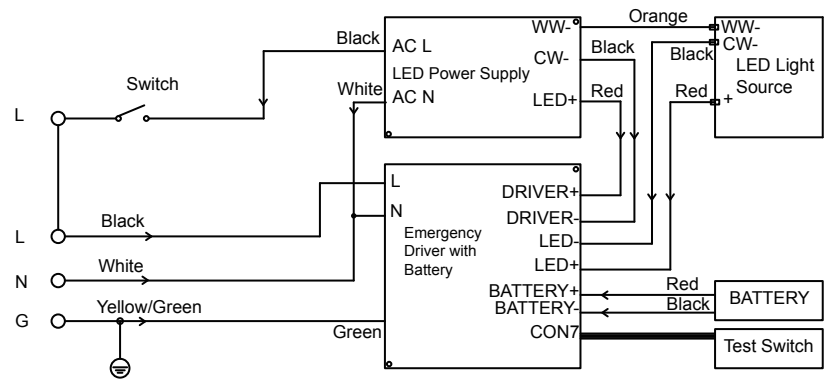 WW-
Orange
WW-
Black
AC L
CW-
Black
Black
CW-
Switch
LED Power Supply
LED Light
Source
White
AC N
LED+
Red
Red
+
L
L
N
DRIVER+
DRIVER-
LED-
LED+
Emergency
Driver with
Battery
L
Black
N
White
BATTERY+
Red
BATTERY
BATTERY-
Black
G
Yellow/Green
Green
CON7
Test Switch